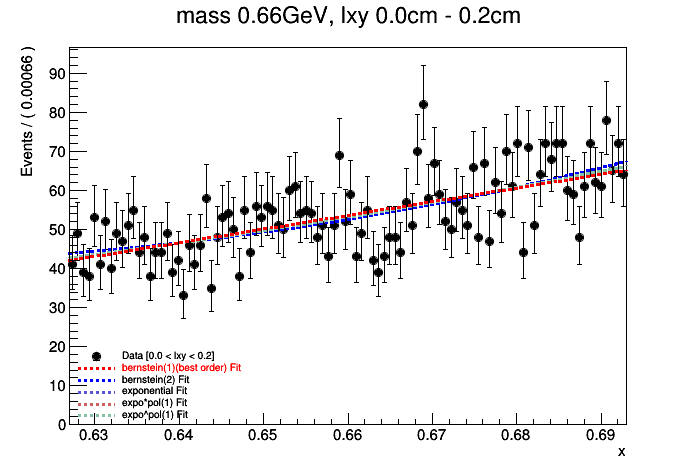 mass 0.66GeV, lxy 0.0cm - 0.2cm
Events / ( 0.00066 )
90
80
70
60
50
40
30
20
10
0
Data [0.0 < lxy < 0.2]
bernstein(1)(best order) Fit
bernstein(2) Fit
exponential Fit
expo*pol(1) Fit
expo^pol(1) Fit
0.63 0.64 0.65 0.66 0.67 0.68 0.69
x